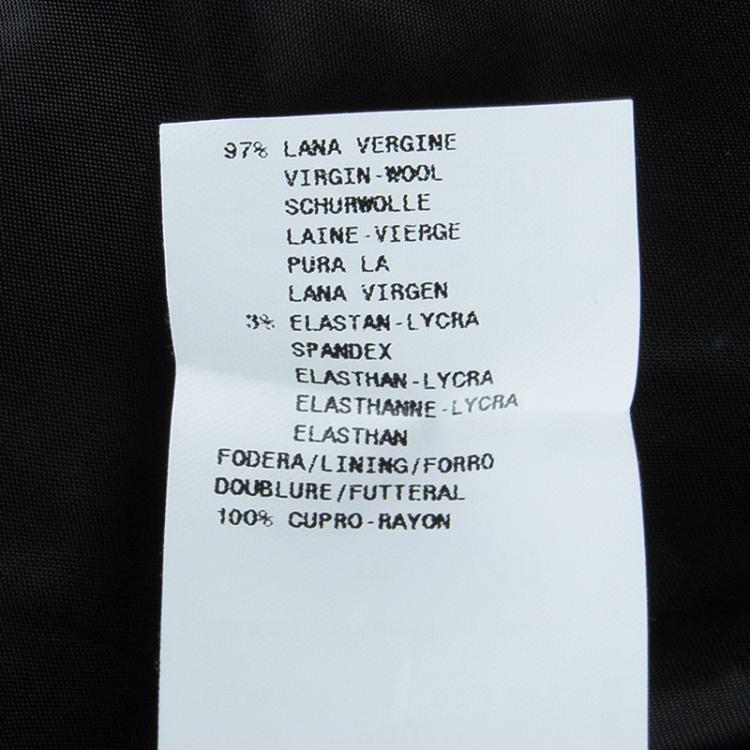 97% LANA VERGINE
VIRGIN-WOOL
SCHURWOLLE
LAINE-VIERGE
PURA LA
LANA VIRGEN
3% ELASTAN-LYCRA
SPANDEX
ELASTHAN-LYCRA
ELASTHANNE-LYCRA
ELASTHAN
FODERA/LINING/FORRO
DOUBLURE/FUTTERAL
100% CUPRO-RAYON